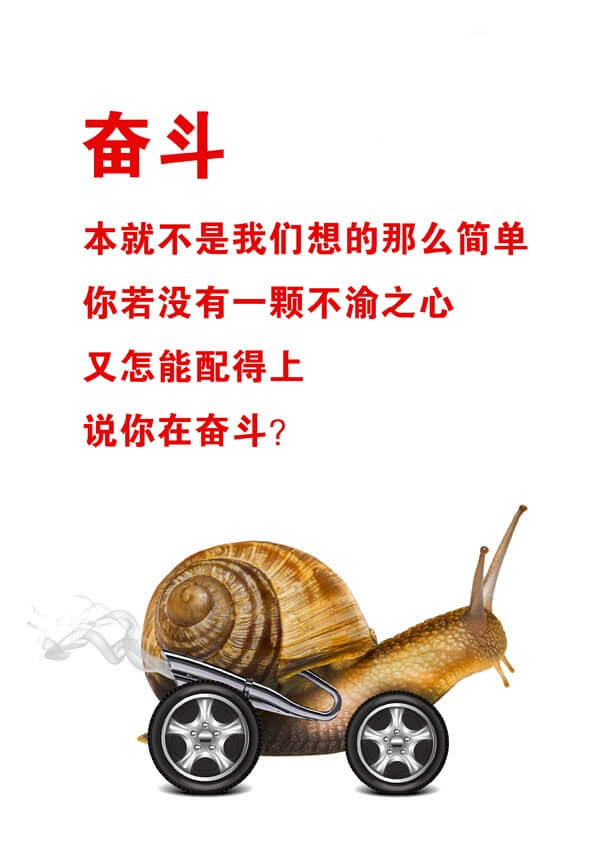 奋斗
本就不是我们想的那么简单
你若没有一颗不渝之心
又怎能配得上
说你在奋斗?